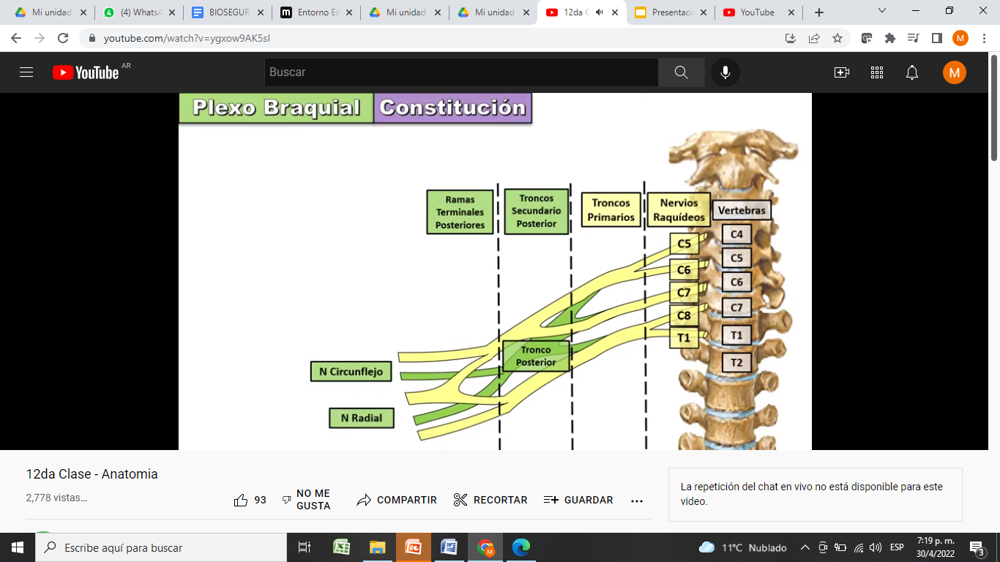 Mi unidad
(4) WhatsA
BIOSEGUR
Entorno Ed
Mi unidad
Mi unidad
12da C
Presentaci
YouTube
youtube.com/watch?v=ygxow9AK5sI
M
YouTube AR
Buscar
M
Plexo Braquial Constitución
Ramas
Terminales
Posteriores
Troncos
Secundario
Posterior
Troncos
Primarios
Nervios
Raquídeos
Vertebras
C5
C6
C7
C8
T1
C4
C5
C6
C7
T1
T2
Tronco
Posterior
N Circunflejo
N Radial
12da Clase - Anatomia
2,778 vistas...
93
NO ME
GUSTA
COMPARTIR
RECORTAR
GUARDAR
La repetición del chat en vivo no está disponible para este
video.
Escribe aquí para buscar
11°C Nublado
ESP
7:19 p. m.
30/4/2022
3